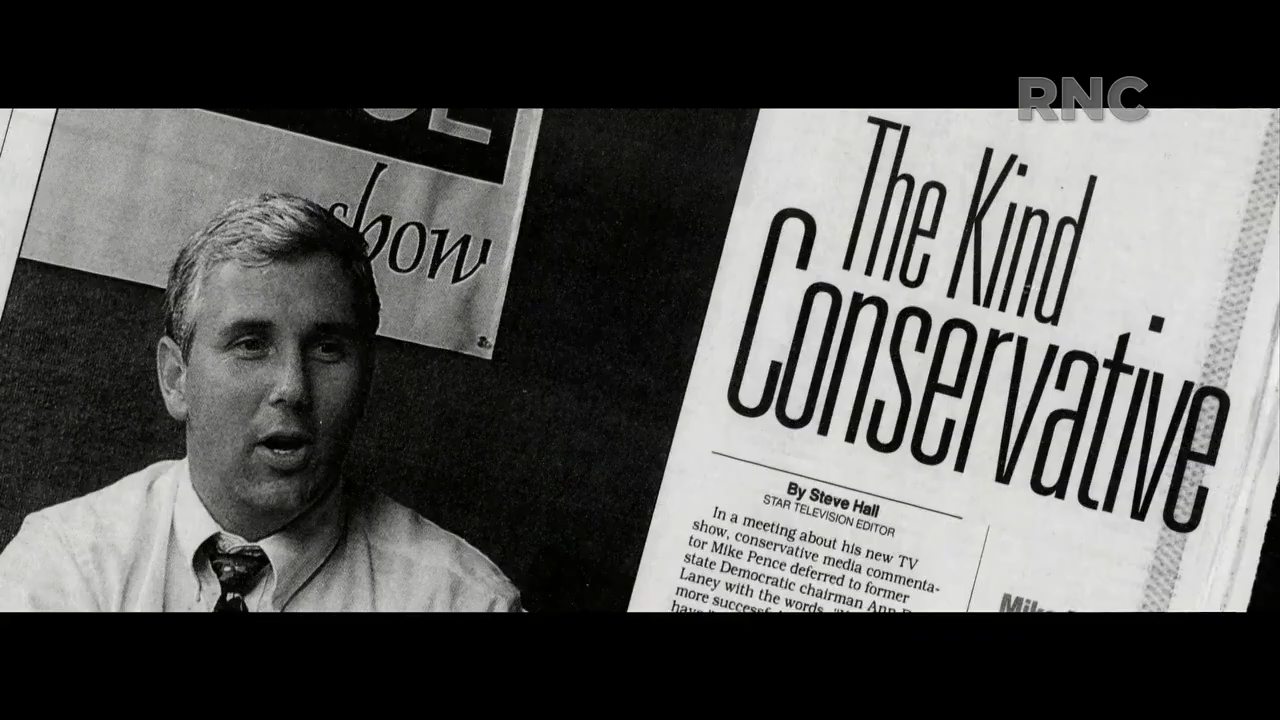 RNC
show
The Kind
Conservative
By Steve Hall
STAR TELEVISION EDITOR
In a meeting about his new TV
show, conservative media commenta-
tor Mike Pence deferred to former
state Democratic chairman Ann
Laney with the words,
more
have